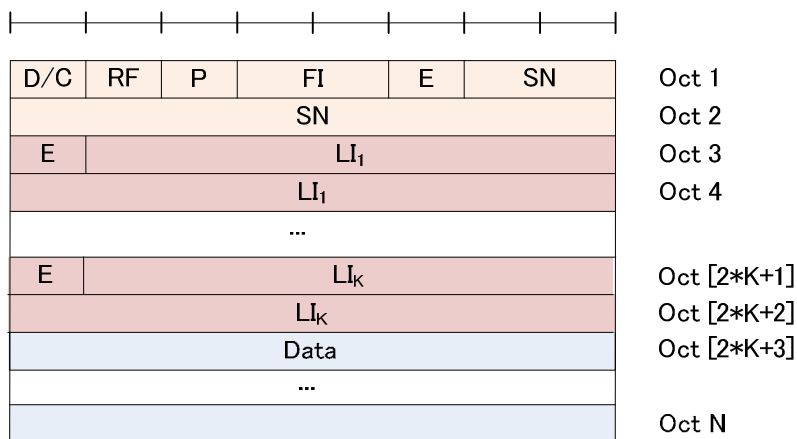 D/C RF P FI E SN Oct 1
SN Oct 2
E LI₁ Oct 3
LI₁ Oct 4
...
E LIK Oct [2*K+1]
LIK Oct [2*K+2]
Data Oct [2*K+3]
...
Oct N